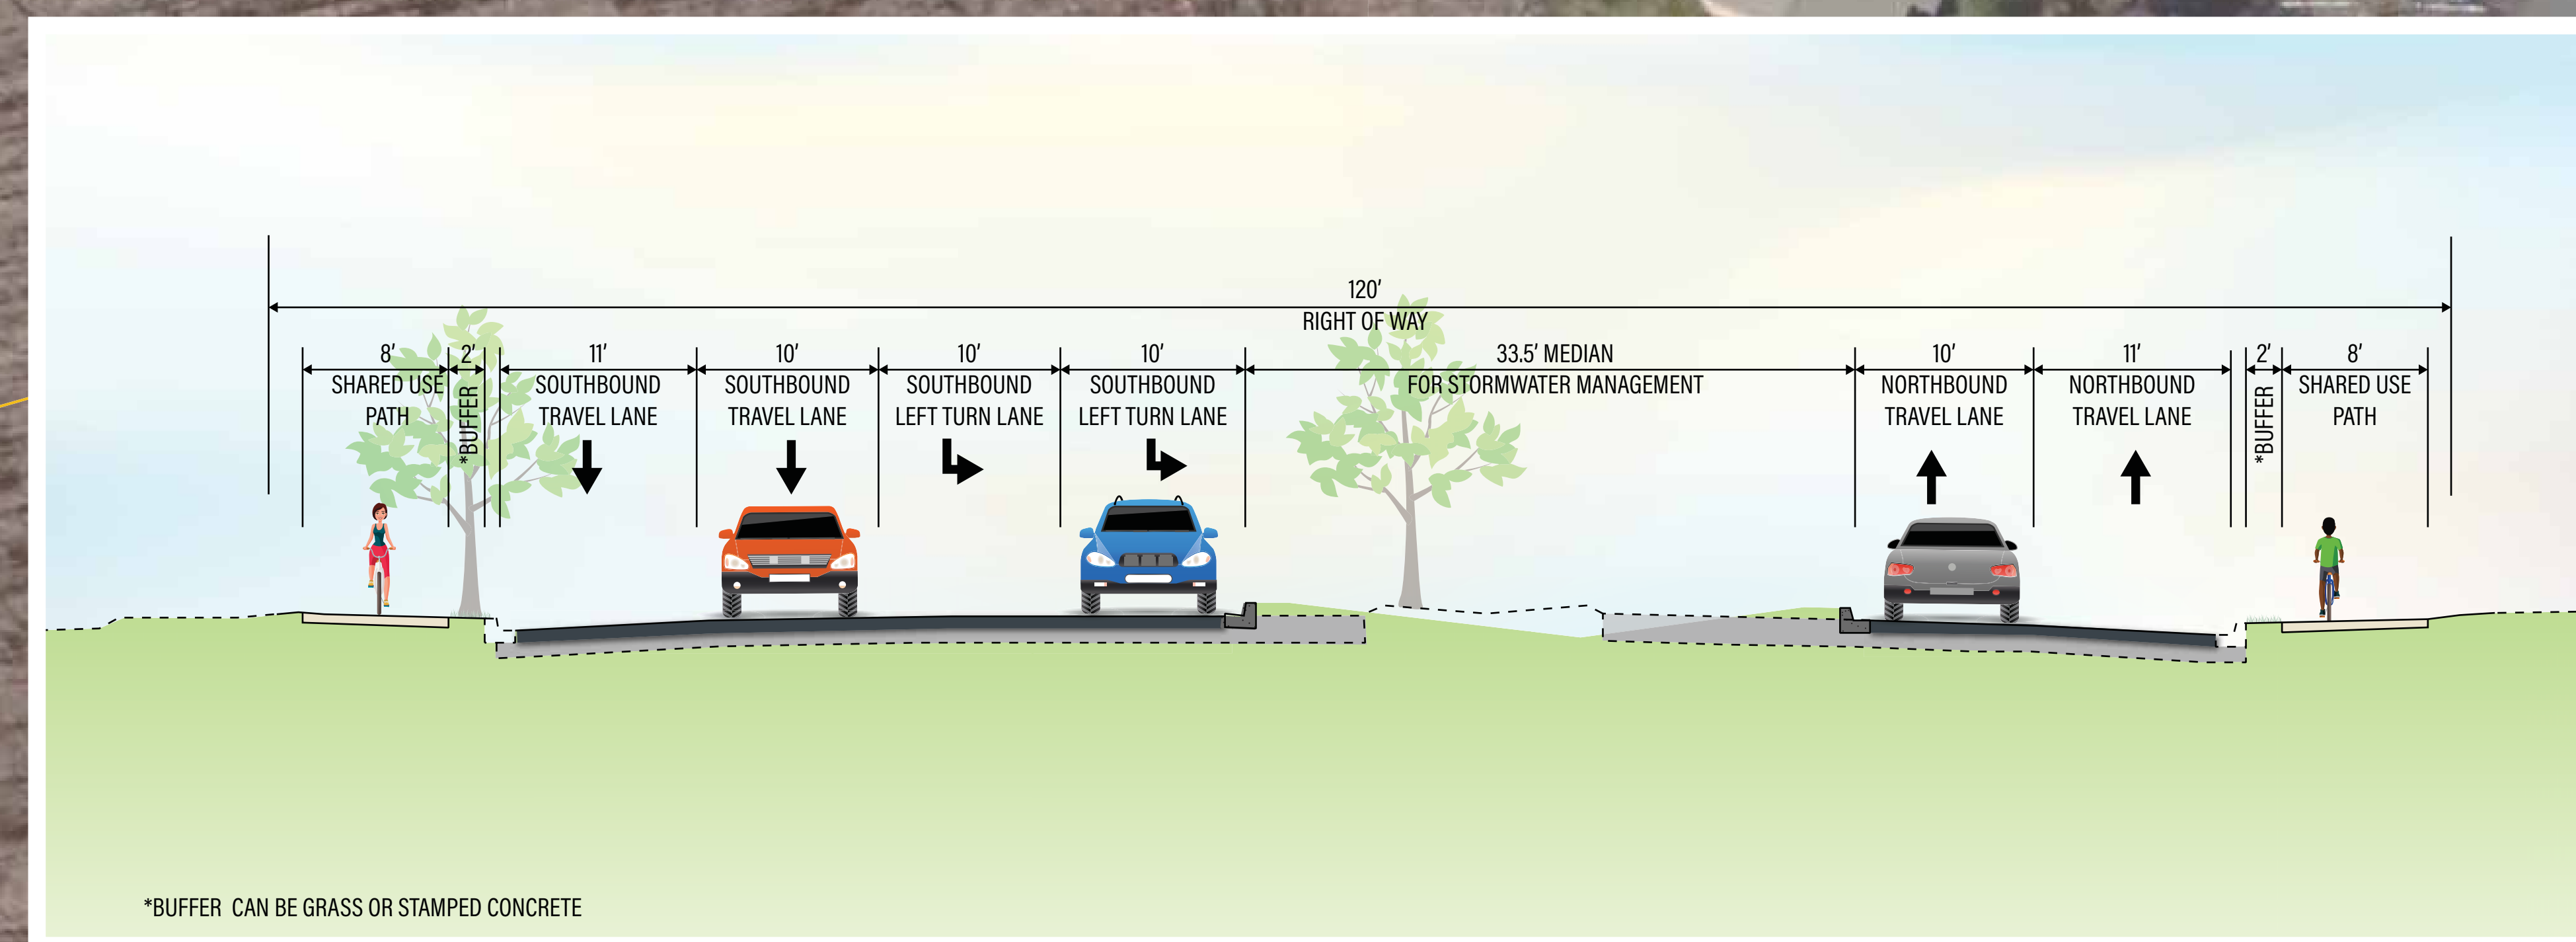 120'
RIGHT OF WAY
8'
SHARED USE
PATH
2'
*BUFFER
11'
SOUTHBOUND
TRAVEL LANE
10'
SOUTHBOUND
TRAVEL LANE
10'
SOUTHBOUND
LEFT TURN LANE
10'
SOUTHBOUND
LEFT TURN LANE
33.5' MEDIAN
FOR STORMWATER MANAGEMENT
10'
NORTHBOUND
TRAVEL LANE
11'
NORTHBOUND
TRAVEL LANE
2'
*BUFFER
8'
SHARED USE
PATH
*BUFFER CAN BE GRASS OR STAMPED CONCRETE